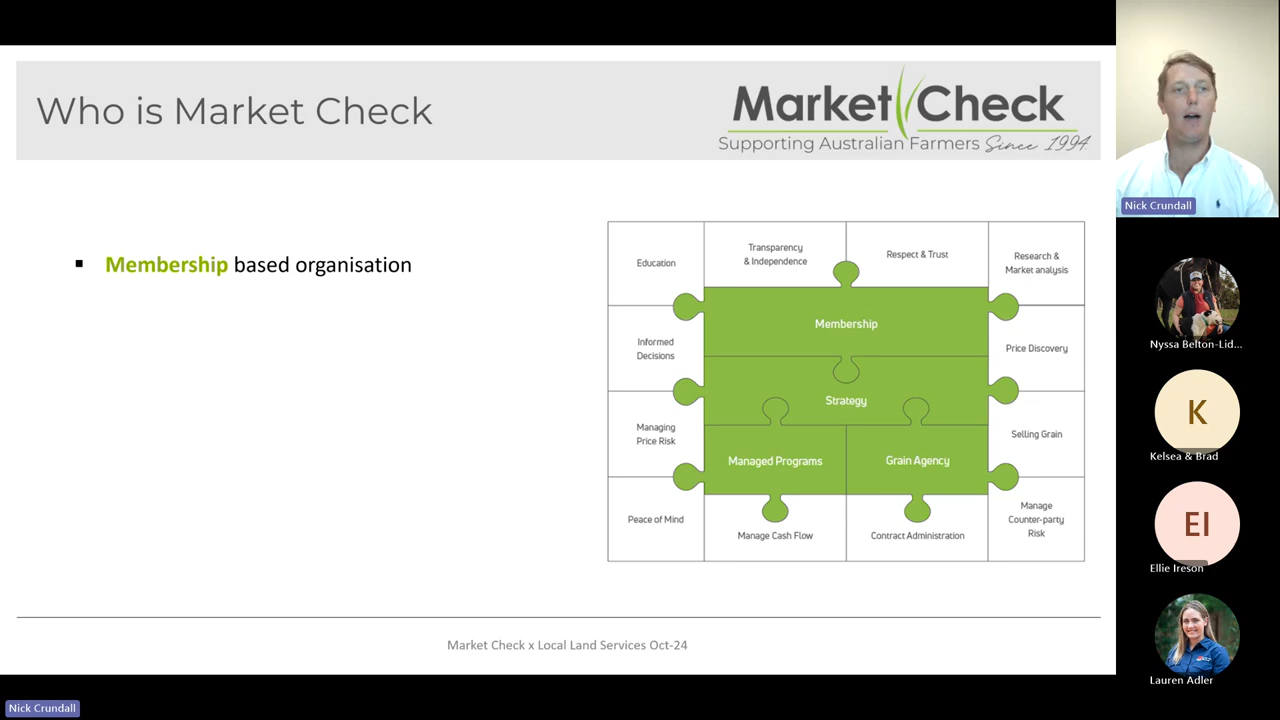 Who is Market Check
Market Check
Supporting Australian Farmers Since 1994
▪ Membership based organisation
Education
Transparency
& Independence
Respect & Trust
Research &
Market analysis
Membership
Informed
Decisions
Price Discovery
Strategy
Managing
Price Risk
Selling Grain
Managed Programs
Grain Agency
Peace of Mind
Manage Cash Flow
Contract Administration
Manage
Counter-party
Risk
Market Check x Local Land Services Oct-24
Nick Crundall
Nyssa Belton-Lid...
K
Kelsea & Brad
EI
Ellie Ireson
Lauren Adler
Nick Crundall